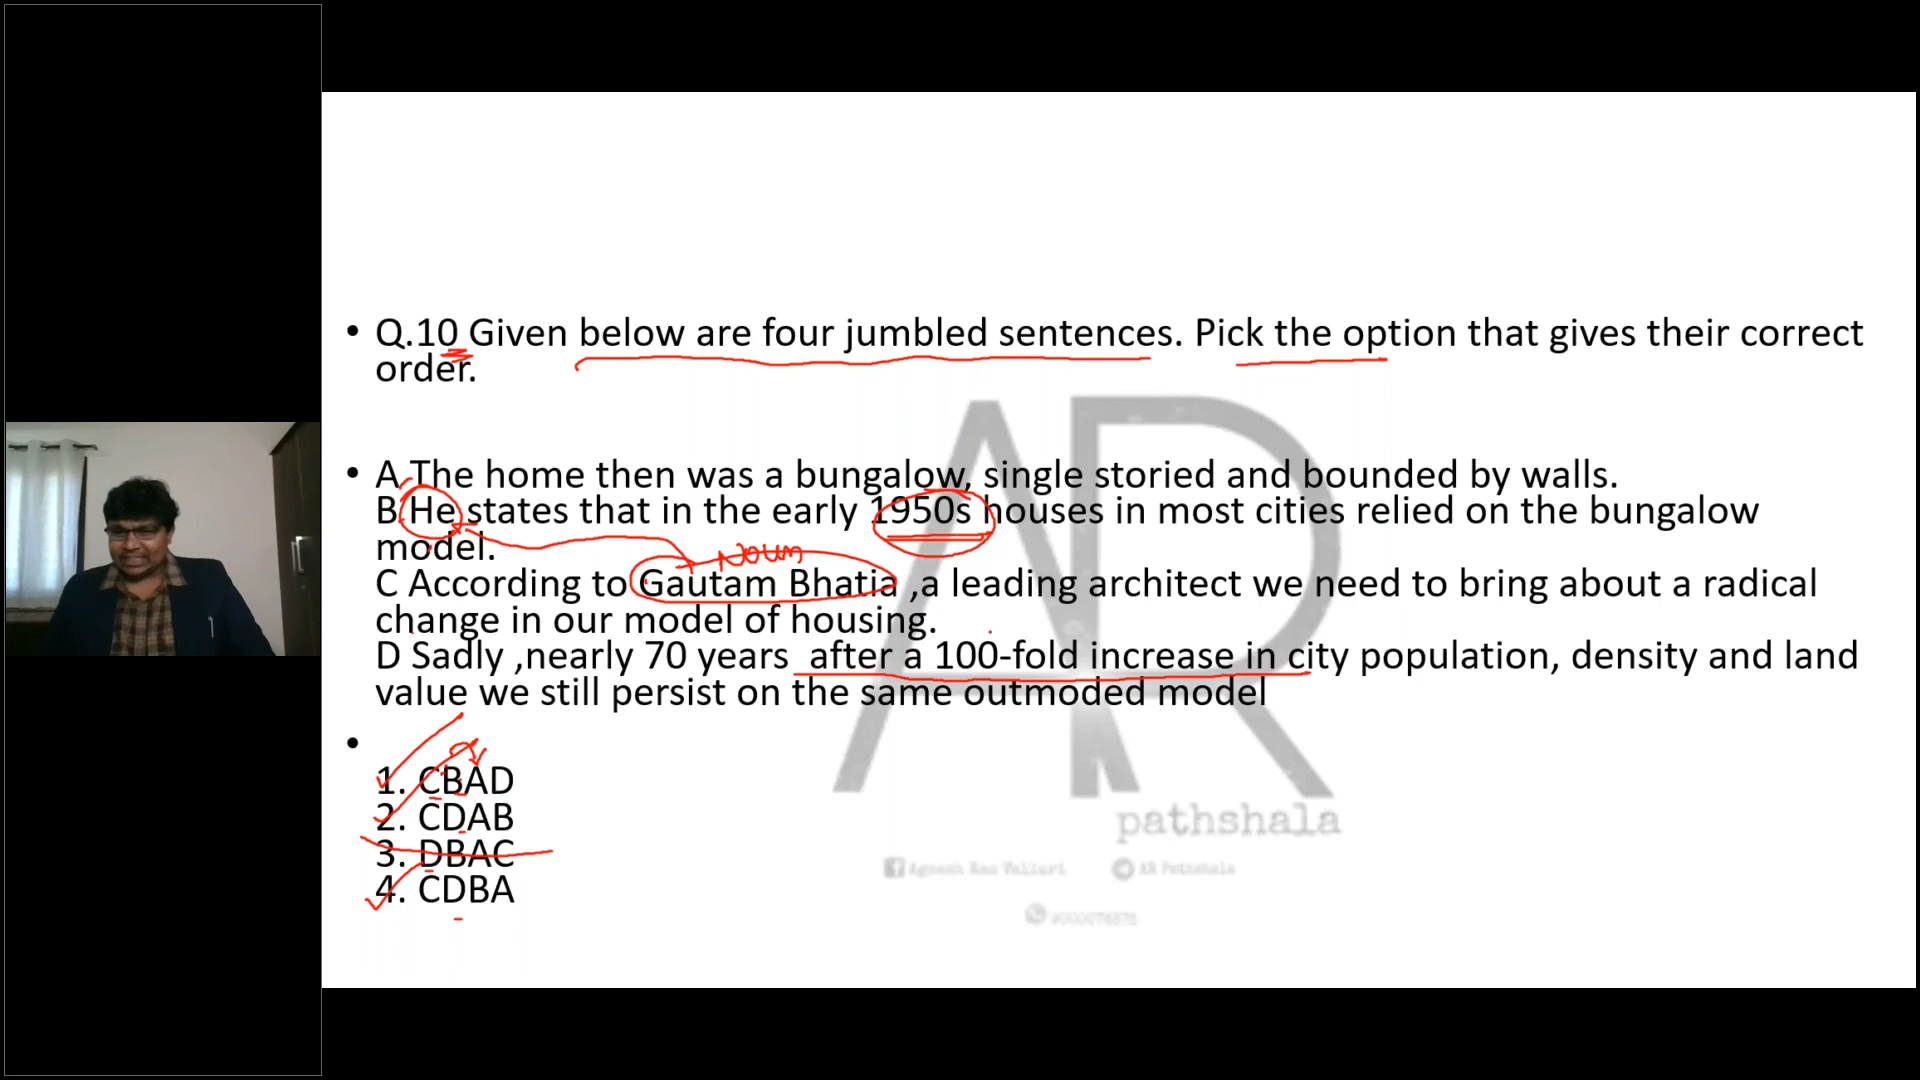 • Q.10 Given below are four jumbled sentences. Pick the option that gives their correct
order.
• A The home then was a bungalow, single storied and bounded by walls.
B He states that in the early 1950s houses in most cities relied on the bungalow
model.
Noun
C According to Gautam Bhatia ,a leading architect we need to bring about a radical
change in our model of housing.
D Sadly ,nearly 70 years after a 100-fold increase in city population, density and land
value we still persist on the same outmoded model
•
1. CBAD
2. CDAB
3. DBAC
4. CDBA
AR
pathshala
AR Pathshala